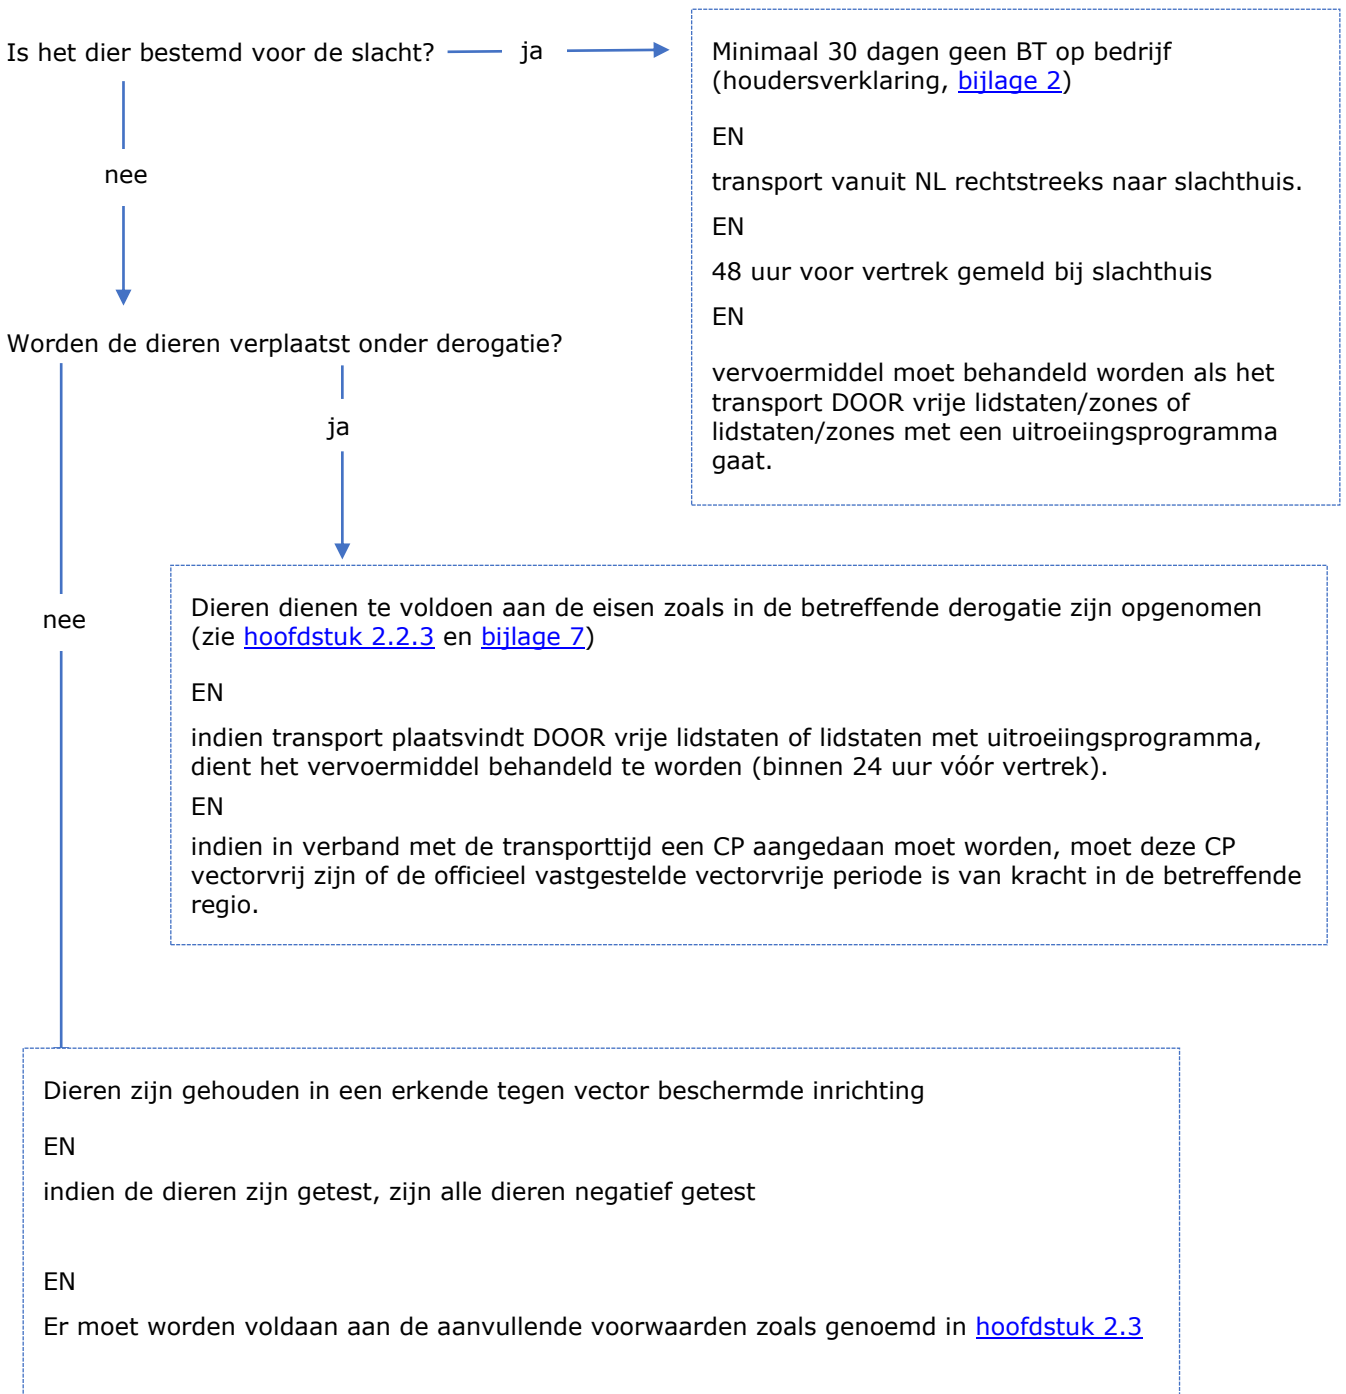 Is het dier bestemd voor de slacht?
ja
Minimaal 30 dagen geen BT op bedrijf
(houdersverklaring, bijlage 2)
EN
transport vanuit NL rechtstreeks naar slachthuis.
EN
48 uur voor vertrek gemeld bij slachthuis
EN
vervoermiddel moet behandeld worden als het
transport DOOR vrije lidstaten/zones of
lidstaten/zones met een uitroeiingsprogramma
gaat.
nee
Worden de dieren verplaatst onder derogatie?
ja
Dieren dienen te voldoen aan de eisen zoals in de betreffende derogatie zijn opgenomen
(zie hoofdstuk 2.2.3 en bijlage 7)
EN
indien transport plaatsvindt DOOR vrije lidstaten of lidstaten met uitroeiingsprogramma,
dient het vervoermiddel behandeld te worden (binnen 24 uur vóór vertrek).
EN
indien in verband met de transporttijd een CP aangedaan moet worden, moet deze CP
vectorvrij zijn of de officieel vastgestelde vectorvrije periode is van kracht in de betreffende
regio.
nee
Dieren zijn gehouden in een erkende tegen vector beschermde inrichting
EN
indien de dieren zijn getest, zijn alle dieren negatief getest
EN
Er moet worden voldaan aan de aanvullende voorwaarden zoals genoemd in hoofdstuk 2.3